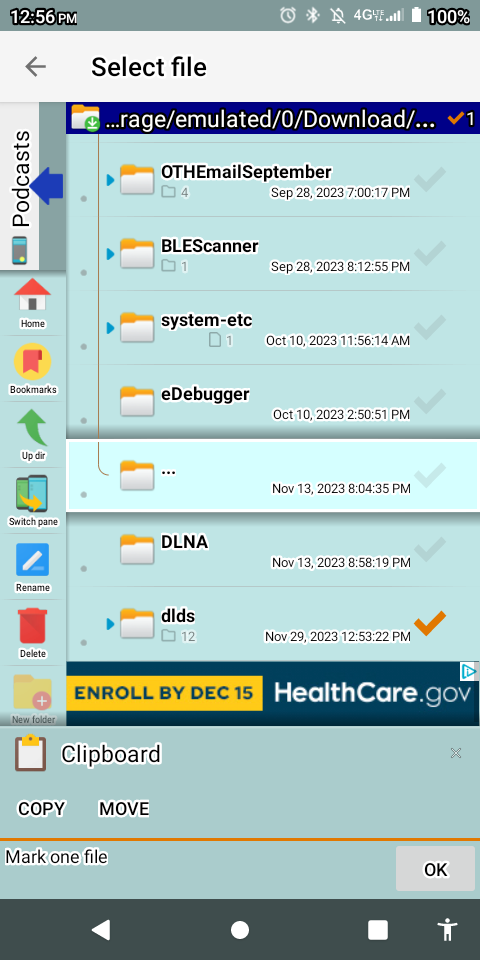 12:56 PM
4G LTE
100%
Select file
...rage/emulated/0/Download/...
1
Podcasts
OTHEmailSeptember
4
Sep 28, 2023 7:00:17 PM
BLEScanner
1
Sep 28, 2023 8:12:55 PM
Home
system-etc
1
Oct 10, 2023 11:56:14 AM
Bookmarks
eDebugger
Oct 10, 2023 2:50:51 PM
Up dir
...
Nov 13, 2023 8:04:35 PM
Switch pane
DLNA
Nov 13, 2023 8:58:19 PM
Rename
dlds
12
Nov 29, 2023 12:53:22 PM
Delete
ENROLL BY DEC 15
HealthCare.gov
New folder
Clipboard
COPY
MOVE
Mark one file
OK